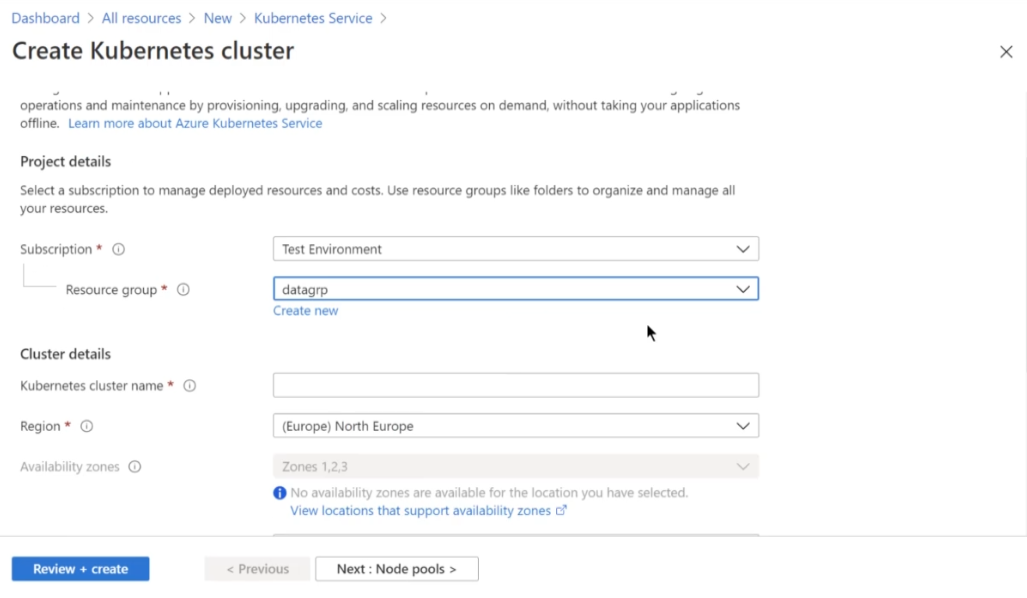 Dashboard > All resources > New > Kubernetes Service >
Create Kubernetes cluster
operations and maintenance by provisioning, upgrading, and scaling resources on demand, without taking your applications
offline. Learn more about Azure Kubernetes Service
Project details
Select a subscription to manage deployed resources and costs. Use resource groups like folders to organize and manage all
your resources.
Subscription * Test Environment
Resource group * datagrp
Create new
Cluster details
Kubernetes cluster name *
Region * (Europe) North Europe
Availability zones Zones 1,2,3
No availability zones are available for the location you have selected.
View locations that support availability zones
Review + create < Previous Next : Node pools >